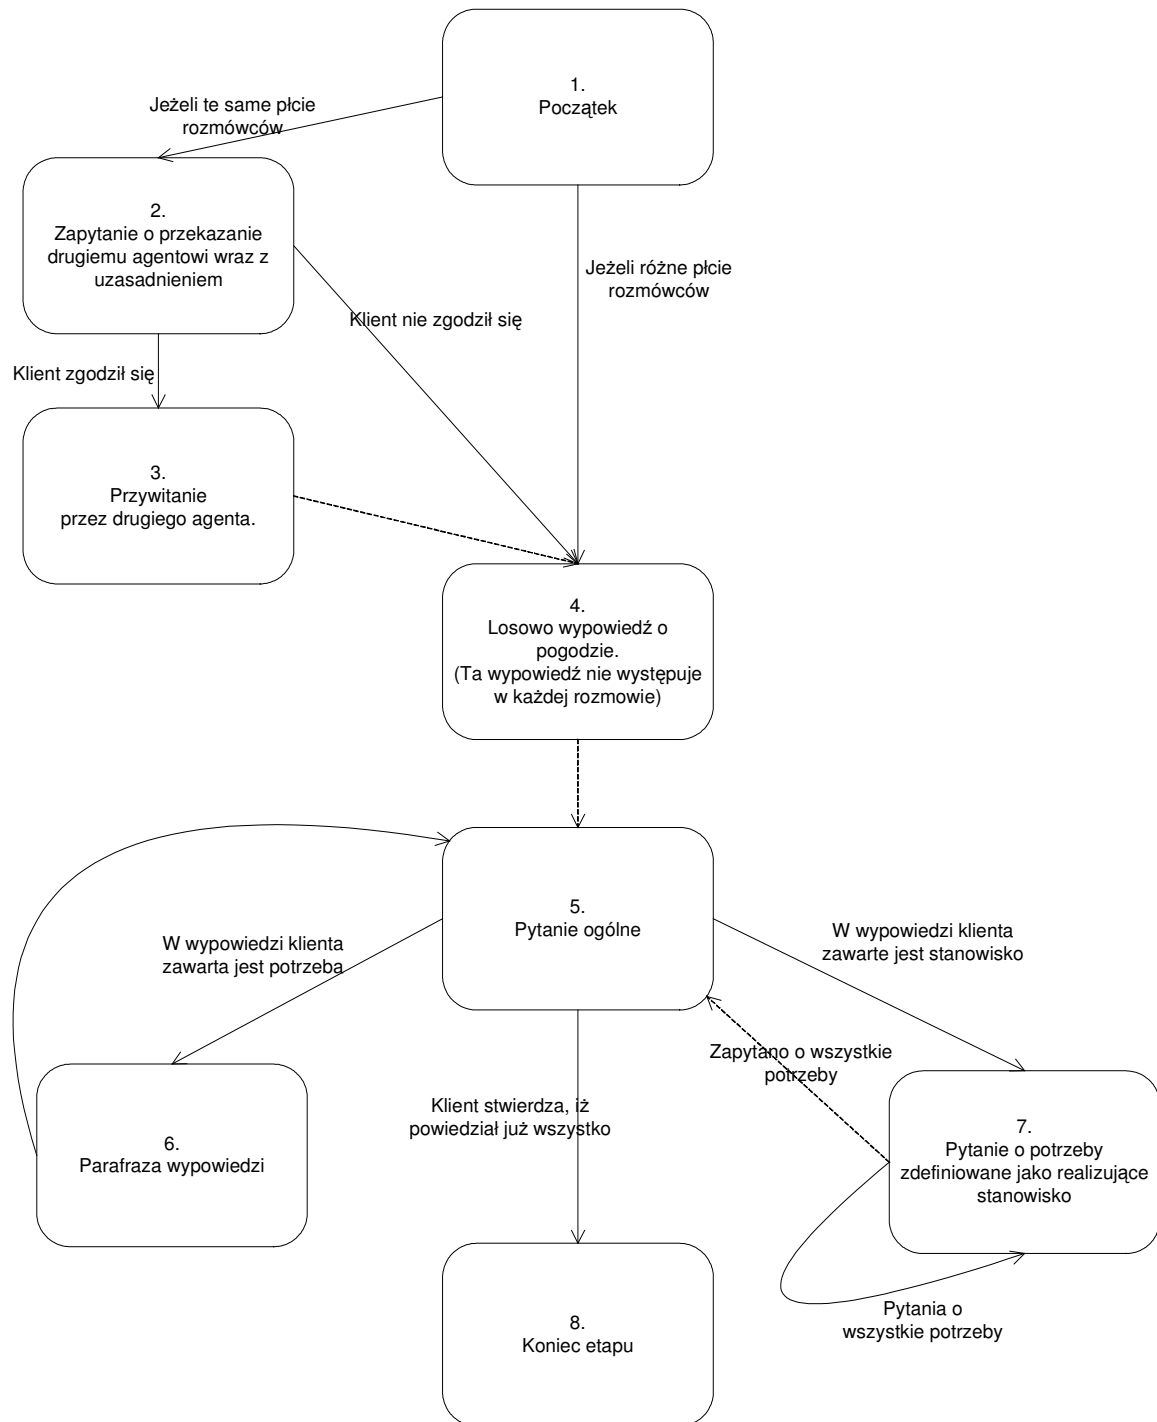 1.
Początek
Jeżeli te same płcie
rozmówców
2.
Zapytanie o przekazanie
drugiemu agentowi wraz z
uzasadnieniem
Jeżeli różne płcie
rozmówców
Klient nie zgodził się
Klient zgodził się
3.
Przywitanie
przez drugiego agenta.
4.
Losowo wypowiedź o
pogodzie.
(Ta wypowiedź nie występuje
w każdej rozmowie)
5.
Pytanie ogólne
W wypowiedzi klienta
zawarta jest potrzeba
W wypowiedzi klienta
zawarte jest stanowisko
Zapytano o wszystkie
potrzeby
Klient stwierdza, iż
powiedział już wszystko
6.
Parafraza wypowiedzi
7.
Pytanie o potrzeby
zdefiniowane jako realizujące
stanowisko
Pytania o
wszystkie potrzeby
8.
Koniec etapu